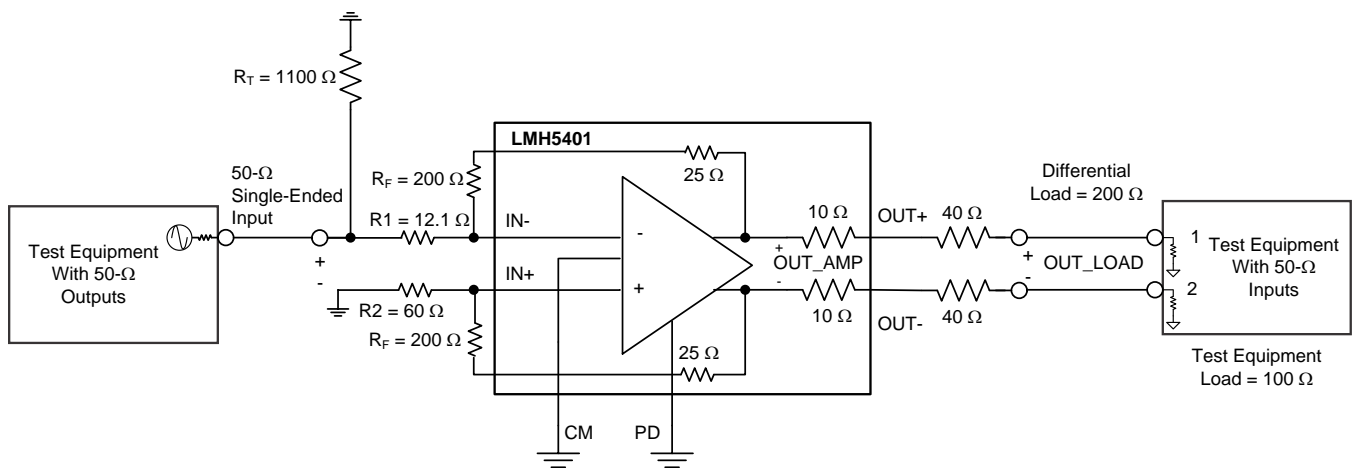 R_T = 1100 Ω
50-Ω
Single-Ended
Input
Test Equipment
With 50-Ω
Outputs
+
-
R1 = 12.1 Ω
R2 = 60 Ω
R_F = 200 Ω
R_F = 200 Ω
LMH5401
25 Ω
IN-
IN+
-
+
25 Ω
CM
PD
10 Ω
OUT+
40 Ω
+
OUT_AMP
-
10 Ω
OUT-
40 Ω
Differential
Load = 200 Ω
+
OUT_LOAD
-
1
2
Test Equipment
With 50-Ω
Inputs
Test Equipment
Load = 100 Ω